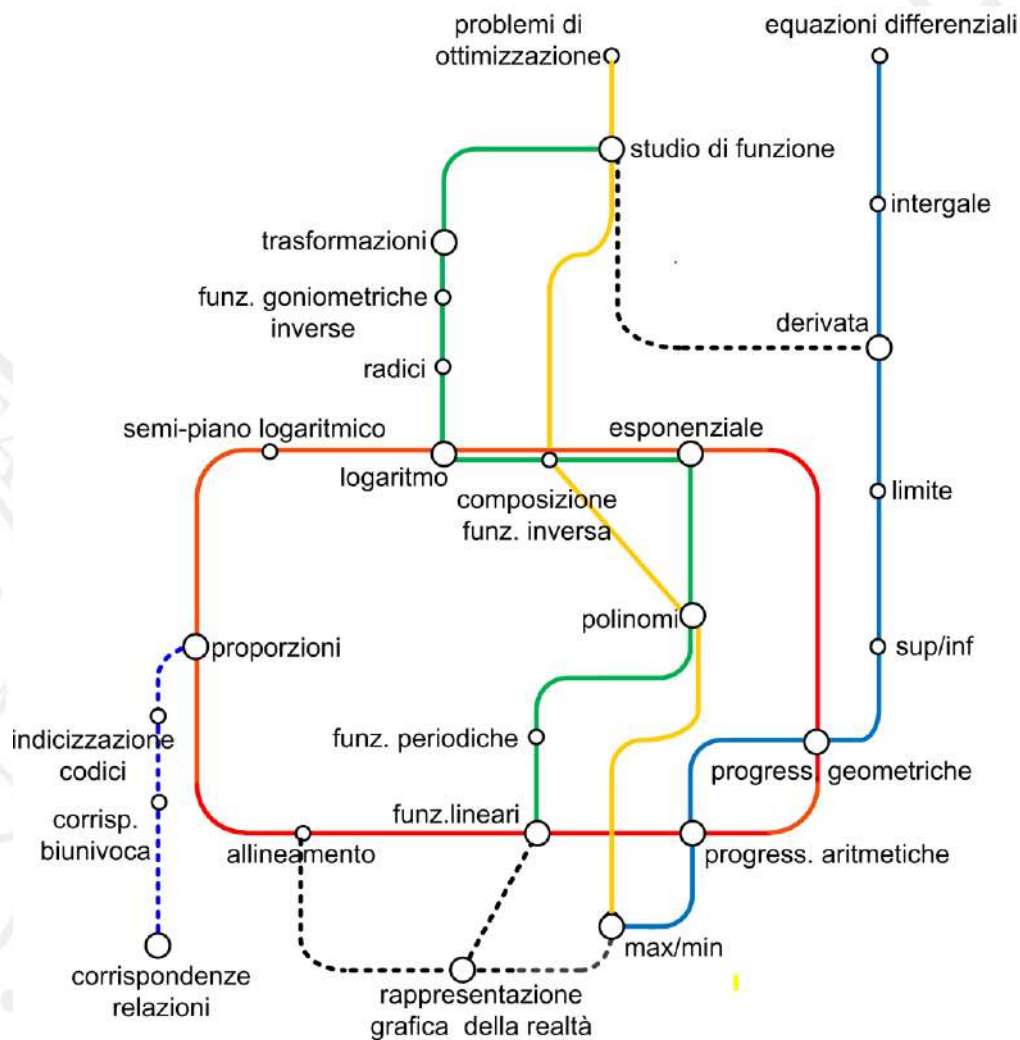 problemi di
ottimizzazione
equazioni differenziali
studio di funzione
intergale
trasformazioni
funz. goniometriche
inverse
derivata
radici
semi-piano logaritmico
esponenziale
logaritmo
composizione
funz. inversa
limite
polinomi
proporzioni
sup/inf
indicizzazione
codici
funz. periodiche
progress. geometriche
corrisp.
biunivoca
funz.lineari
allineamento
progress. aritmetiche
max/min
corrispondenze
relazioni
rappresentazione
grafica della realtà